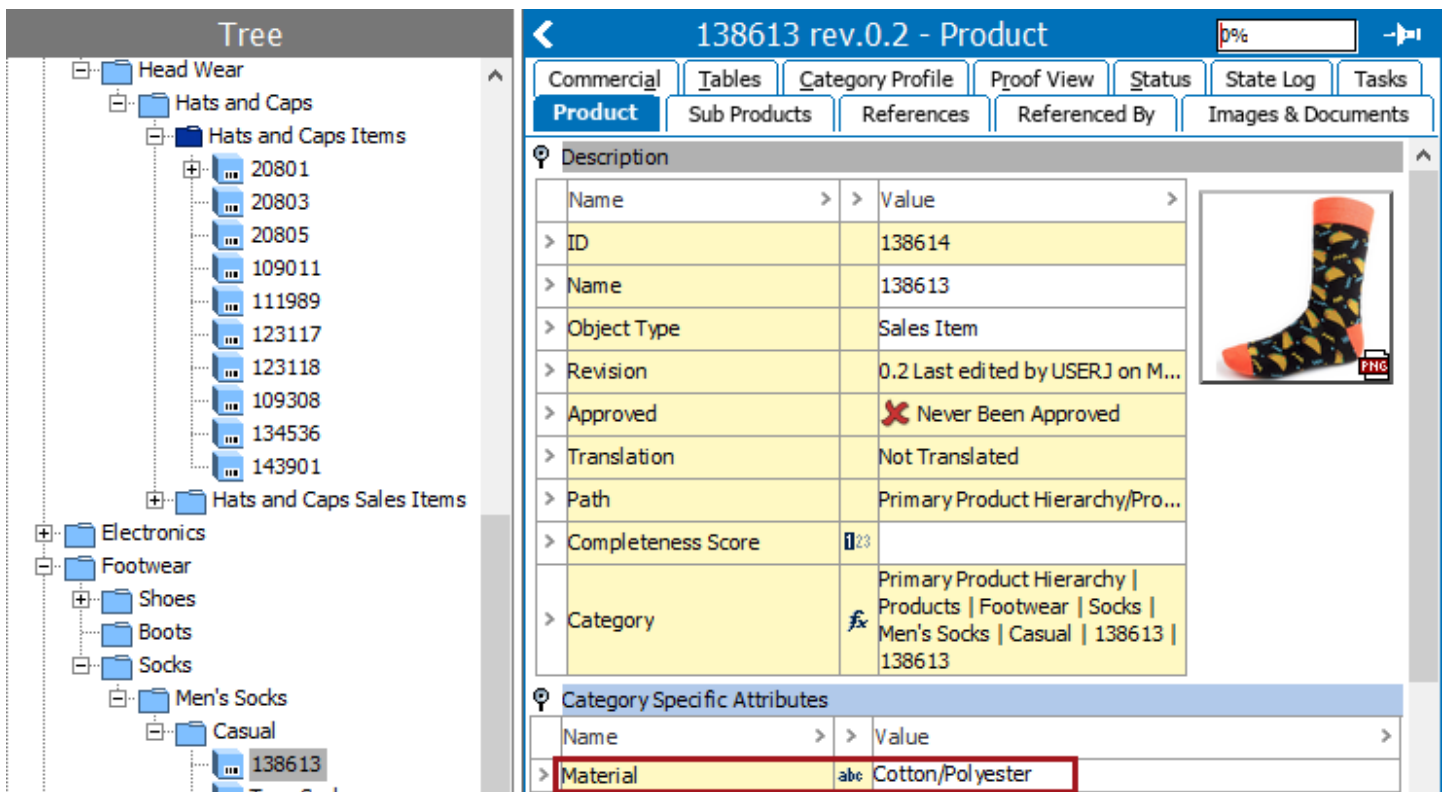 Tree
Head Wear
Hats and Caps
Hats and Caps Items
20801
20803
20805
109011
111989
123117
123118
109308
134536
143901
Hats and Caps Sales Items
Electronics
Footwear
Shoes
Boots
Socks
Men's Socks
Casual
138613
138613 rev.0.2 - Product
0%
Commercial Tables Category Profile Proof View Status State Log Tasks
Product Sub Products References Referenced By Images & Documents
Description
Name > > Value >
> ID 138614
> Name 138613
> Object Type Sales Item
> Revision 0.2 Last edited by USERJ on M...
> Approved Never Been Approved
> Translation Not Translated
> Path Primary Product Hierarchy/Pro...
> Completeness Score 123
> Category fx Primary Product Hierarchy |
Products | Footwear | Socks |
Men's Socks | Casual | 138613 |
138613
PNG
Category Specific Attributes
Name > > Value >
> Material abc Cotton/Polyester